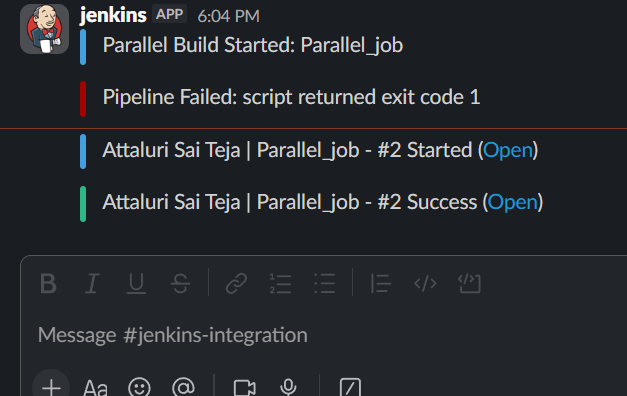 jenkins APP 6:04 PM
Parallel Build Started: Parallel_job
Pipeline Failed: script returned exit code 1
Attaluri Sai Teja | Parallel_job - #2 Started (Open)
Attaluri Sai Teja | Parallel_job - #2 Success (Open)
B I U S
Message #jenkins-integration
Aa